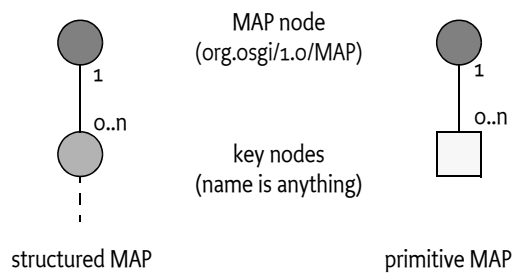 MAP node
(org.osgi/1.0/MAP)
1
1
0..n
0..n
key nodes
(name is anything)
structured MAP
primitive MAP